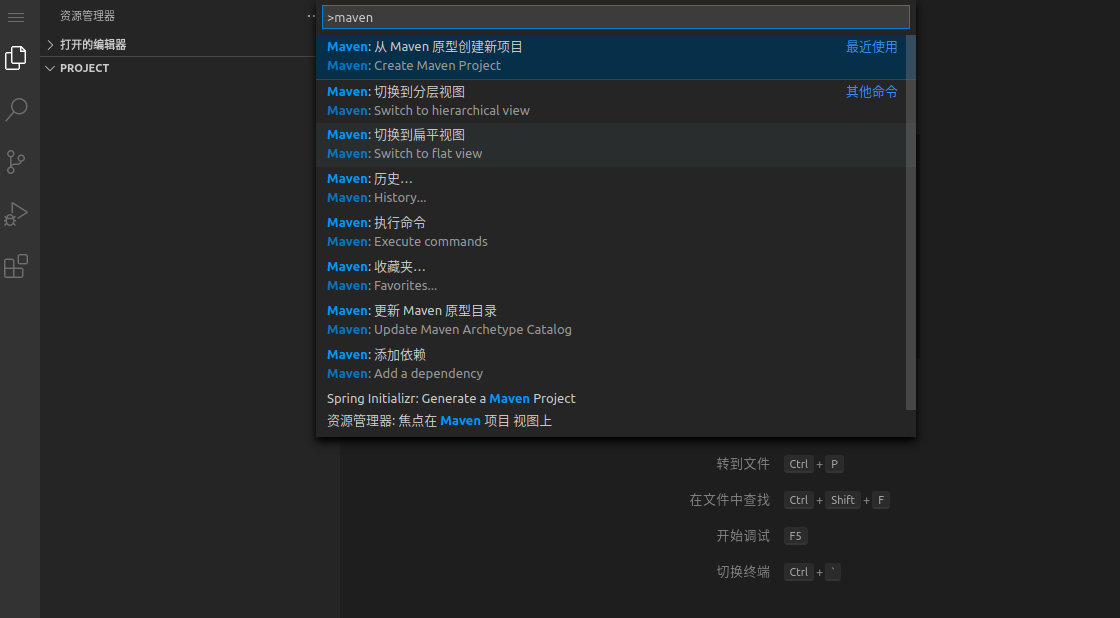 资源管理器
打开的编辑器
PROJECT
>maven
Maven: 从 Maven 原型创建新项目 最近使用
Maven: Create Maven Project
Maven: 切换到分层视图 其他命令
Maven: Switch to hierarchical view
Maven: 切换到扁平视图
Maven: Switch to flat view
Maven: 历史...
Maven: History...
Maven: 执行命令
Maven: Execute commands
Maven: 收藏夹...
Maven: Favorites...
Maven: 更新 Maven 原型目录
Maven: Update Maven Archetype Catalog
Maven: 添加依赖
Maven: Add a dependency
Spring Initializr: Generate a Maven Project
资源管理器: 焦点在 Maven 项目 视图上
转到文件 Ctrl + P
在文件中查找 Ctrl + Shift + F
开始调试 F5
切换终端 Ctrl + `